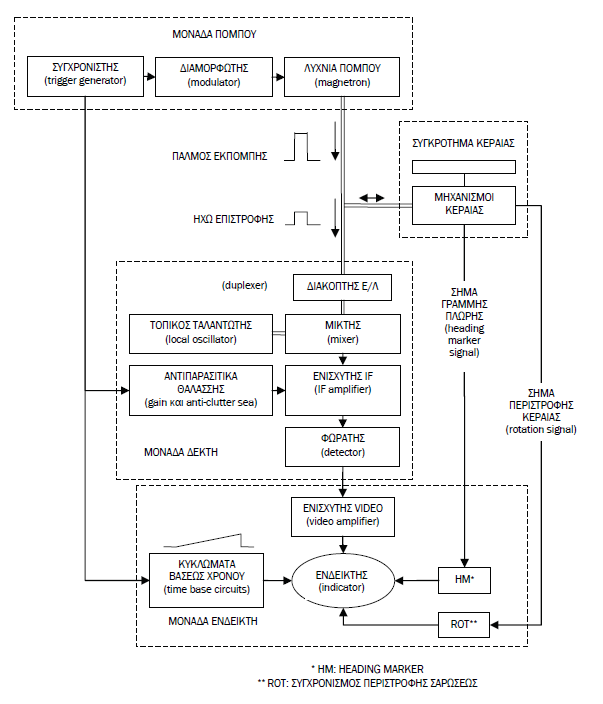 ΜΟΝΑΔΑ ΠΟΜΠΟΥ
ΣΥΓΧΡΟΝΙΣΤΗΣ
(trigger generator)
ΔΙΑΜΟΡΦΩΤΗΣ
(modulator)
ΛΥΧΝΙΑ ΠΟΜΠΟΥ
(magnetron)
ΠΑΛΜΟΣ ΕΚΠΟΜΠΗΣ
ΣΥΓΚΡΟΤΗΜΑ ΚΕΡΑΙΑΣ
ΜΗΧΑΝΙΣΜΟΙ
ΚΕΡΑΙΑΣ
ΗΧΩ ΕΠΙΣΤΡΟΦΗΣ
(duplexer)
ΔΙΑΚΟΠΤΗΣ Ε/Λ
ΤΟΠΙΚΟΣ ΤΑΛΑΝΤΩΤΗΣ
(local oscillator)
ΜΙΚΤΗΣ
(mixer)
ΣΗΜΑ
ΓΡΑΜΜΗΣ
ΠΛΩΡΗΣ
(heading
marker
signal)
ΑΝΤΙΠΑΡΑΣΙΤΙΚΑ
ΘΑΛΑΣΣΗΣ
(gain και anti-clutter sea)
ΕΝΙΣΧΥΤΗΣ IF
(IF amplifier)
ΣΗΜΑ
ΠΕΡΙΣΤΡΟΦΗΣ
ΚΕΡΑΙΑΣ
(rotation signal)
ΜΟΝΑΔΑ ΔΕΚΤΗ
ΦΩΡΑΤΗΣ
(detector)
ΕΝΙΣΧΥΤΗΣ VIDEO
(video amplifier)
ΚΥΚΛΩΜΑΤΑ
ΒΑΣΕΩΣ ΧΡΟΝΟΥ
(time base circuits)
ΕΝΔΕΙΚΤΗΣ
(indicator)
HM*
ΜΟΝΑΔΑ ΕΝΔΕΙΚΤΗ
ROT**
* HM: HEADING MARKER
** ROT: ΣΥΓΧΡΟΝΙΣΜΟΣ ΠΕΡΙΣΤΡΟΦΗΣ ΣΑΡΩΣΕΩΣ